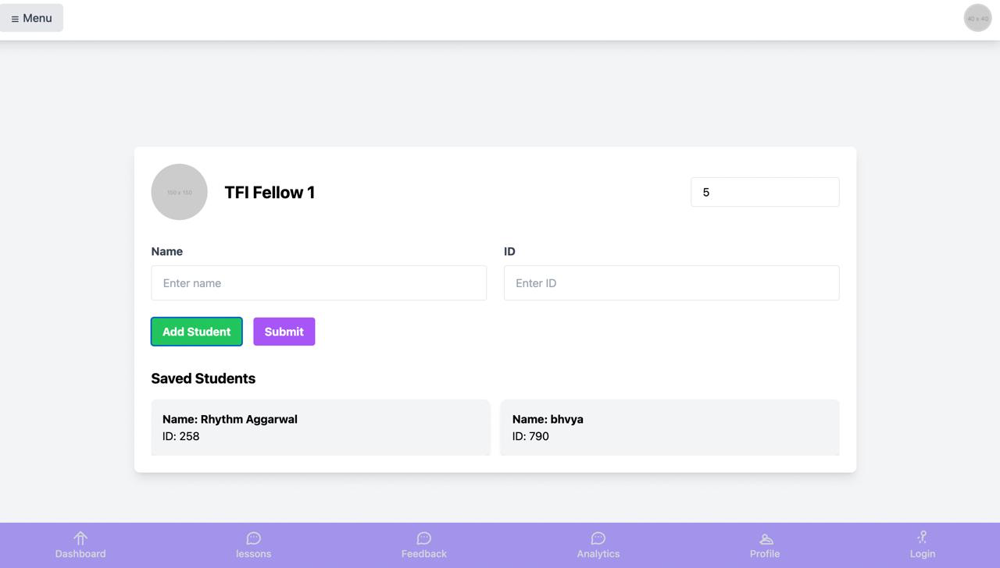 ≡ Menu
40 x 40
150 x 150
TFI Fellow 1
5
Name
ID
Enter name
Enter ID
Add Student
Submit
Saved Students
Name: Rhythm Aggarwal
ID: 258
Name: bhvya
ID: 790
Dashboard
lessons
Feedback
Analytics
Profile
Login